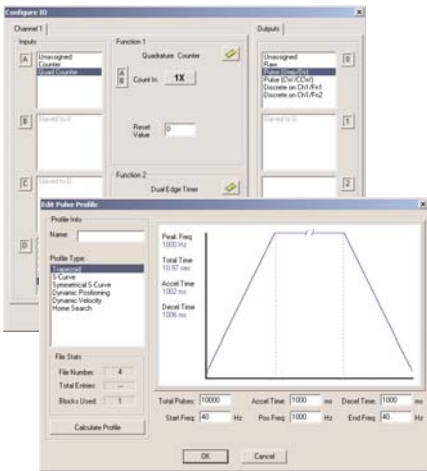 Configure IO
Channel 1
Inputs
A
Unassigned
Counter
Quad Counter
B
Slaved to A
C
Slaved to D
D
Function 1
Quadrature Counter
A
B
Count In
1X
Reset
Value
0
Function 2
Dual Edge Timer
Outputs
Unassigned
Raw
Pulse (Step/Dir)
Pulse (CW/CCW)
Discrete on Ch1/Fn1
Discrete on Ch1/Fn2
0
Slaved to 0
1
2
Edit Pulse Profile
Profile Info
Name:
Profile Type:
Trapezoid
S-Curve
Symmetrical S-Curve
Dynamic Positioning
Dynamic Velocity
Home Search
File Stats
File Number: 4
Total Entries: ---
Blocks Used: 1
Calculate Profile
Peak Freq
1000 Hz
Total Time
10.97 sec
Accel Time
1002 ms
Decel Time
1006 ms
Total Pulses: 10000 Accel Time: 1000 ms Decel Time: 1000 ms
Start Freq: 40 Hz Pos Freq: 1000 Hz End Freq: 40 Hz
OK Cancel